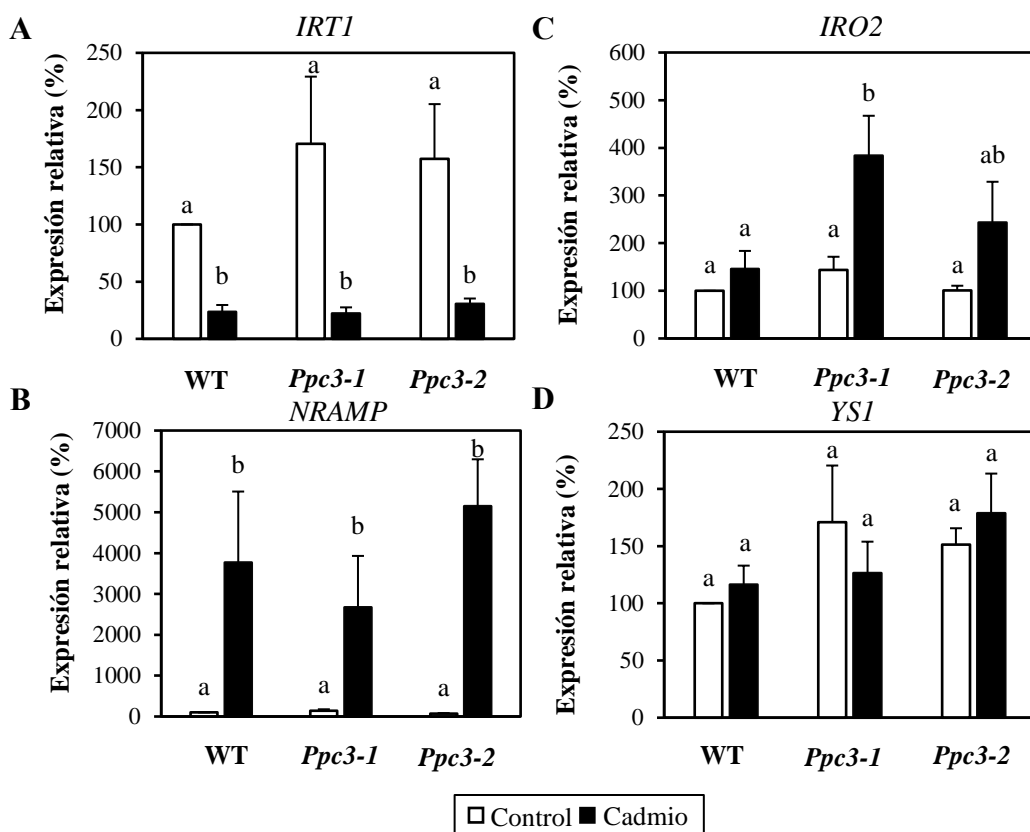 A
IRT1
Expresión relativa (%)
250
200
150
100
50
0
a
b
a
b
a
b
WT
Ppc3-1
Ppc3-2
C
IRO2
Expresión relativa (%)
600
500
400
300
200
100
0
a
a
a
b
a
ab
WT
Ppc3-1
Ppc3-2
B
NRAMP
Expresión relativa (%)
7000
6000
5000
4000
3000
2000
1000
0
a
b
a
b
a
b
WT
Ppc3-1
Ppc3-2
D
YS1
Expresión relativa (%)
250
200
150
100
50
0
a
a
a
a
a
a
WT
Ppc3-1
Ppc3-2
Control Cadmio